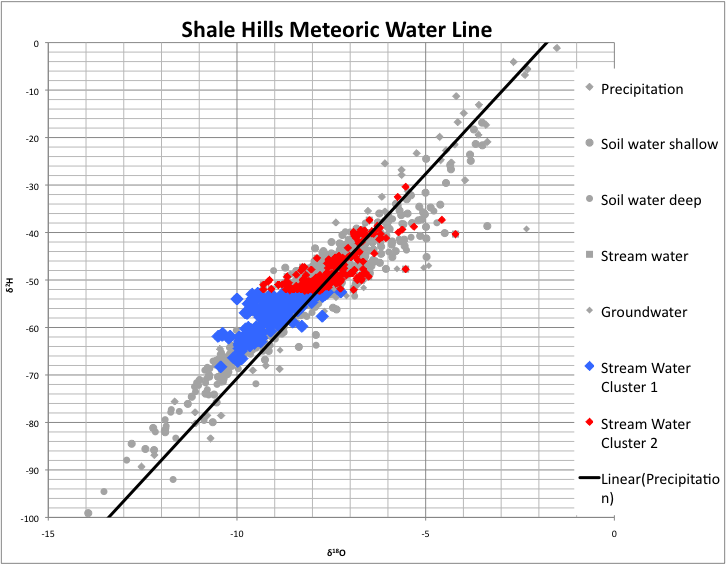 Shale Hills Meteoric Water Line
0
-10
-20
-30
-40
-50
-60
-70
-80
-90
-100
δ²H
-15
-10
-5
0
δ¹⁸O
Precipitation
Soil water shallow
Soil water deep
Stream water
Groundwater
Stream Water
Cluster 1
Stream Water
Cluster 2
Linear(Precipitatio
n)